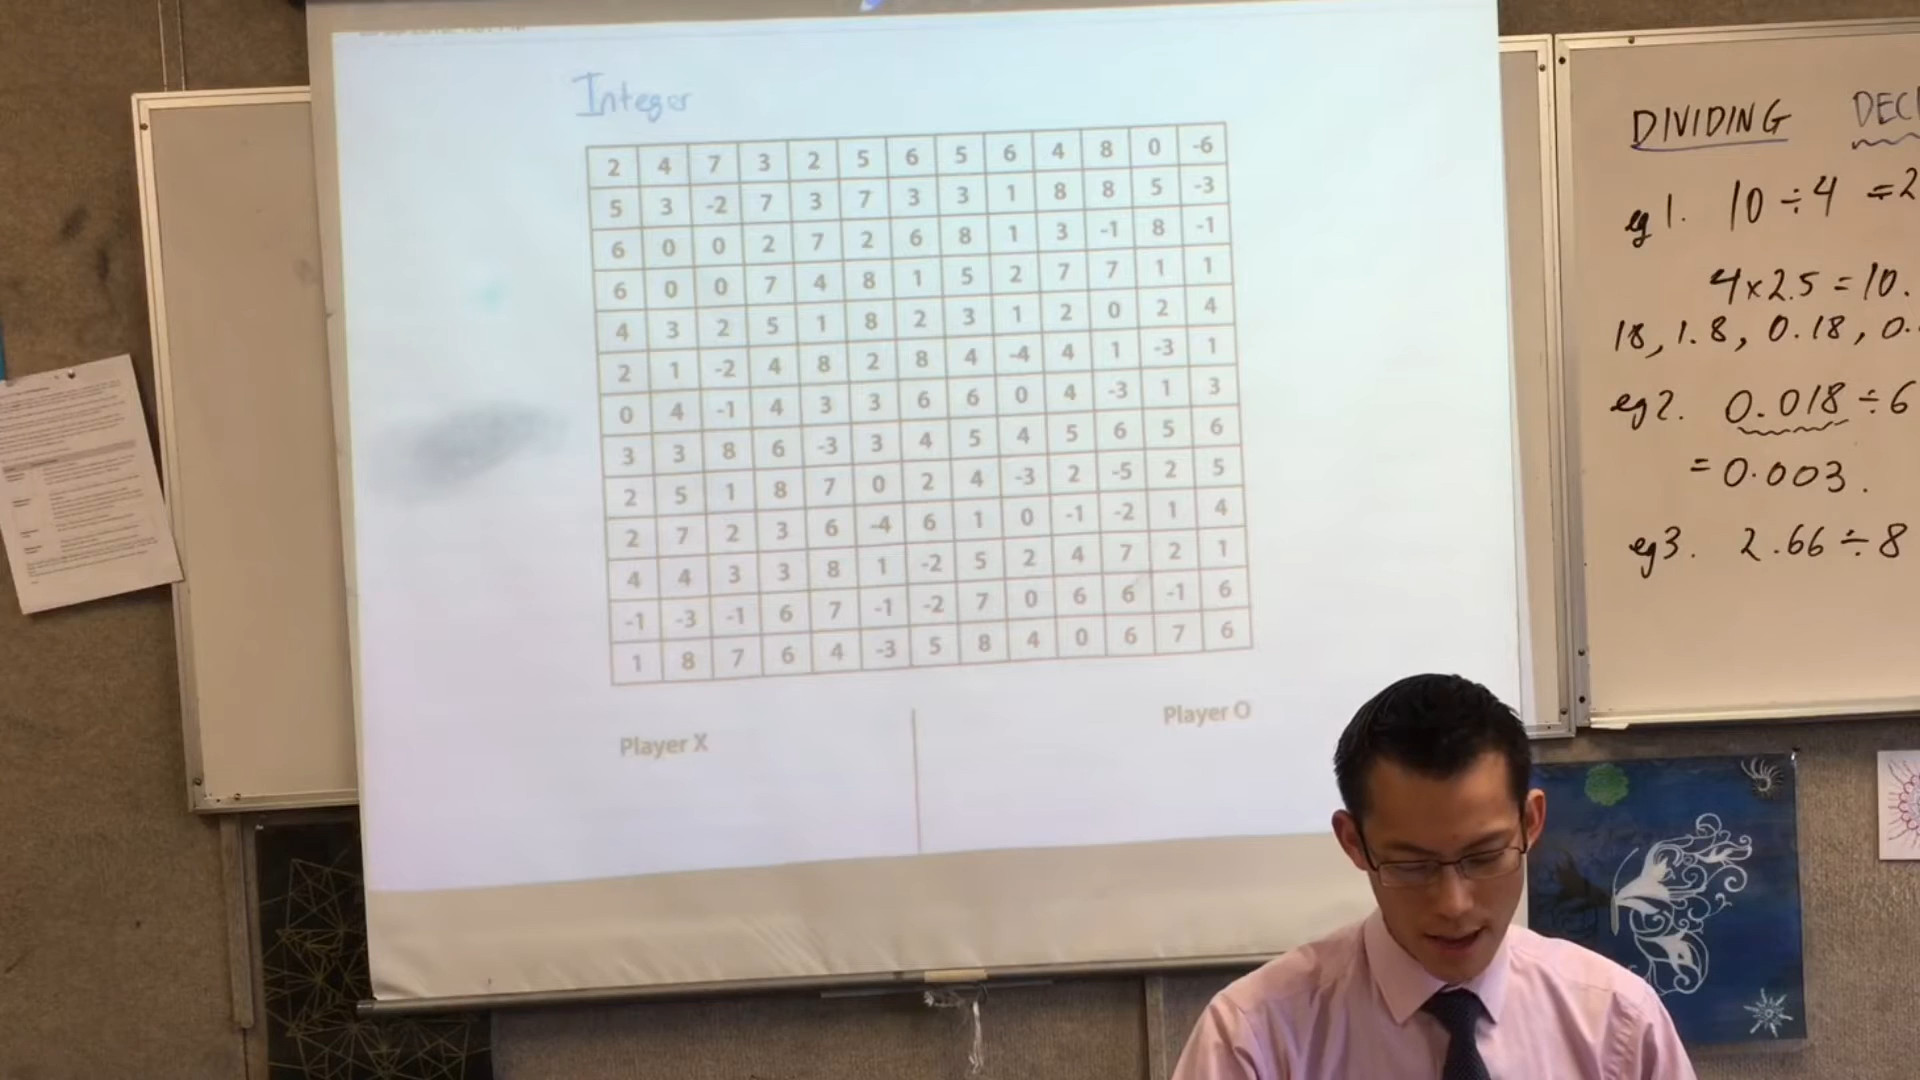 Integer
2 4 7 3 2 5 6 5 6 4 8 0 -6
5 3 -2 7 3 7 3 3 1 8 8 5 -3
6 0 0 2 7 2 6 8 1 3 -1 8 -1
6 0 0 7 4 8 1 5 2 7 7 1 1
4 3 2 5 1 8 2 3 1 2 0 2 4
2 1 -2 4 8 2 8 4 -4 4 1 -3 1
0 4 -1 4 3 3 6 6 0 4 -3 1 3
3 3 8 6 -3 3 4 5 4 5 6 5 6
2 5 1 8 7 0 2 4 -3 2 -5 2 5
2 7 2 3 6 -4 6 1 0 -1 -2 1 4
4 4 3 3 8 1 -2 5 2 4 7 2 1
-1 -3 -1 6 7 -1 -2 7 0 6 6 -1 6
1 8 7 6 4 -3 5 8 4 0 6 7 6
Player X
Player O
DIVIDING DECI
eg 1. 10 ÷ 4 = 2
4 x 2.5 = 10.
18, 1.8, 0.18, 0.
eg 2. 0.018 ÷ 6
= 0.003.
eg 3. 2.66 ÷ 8